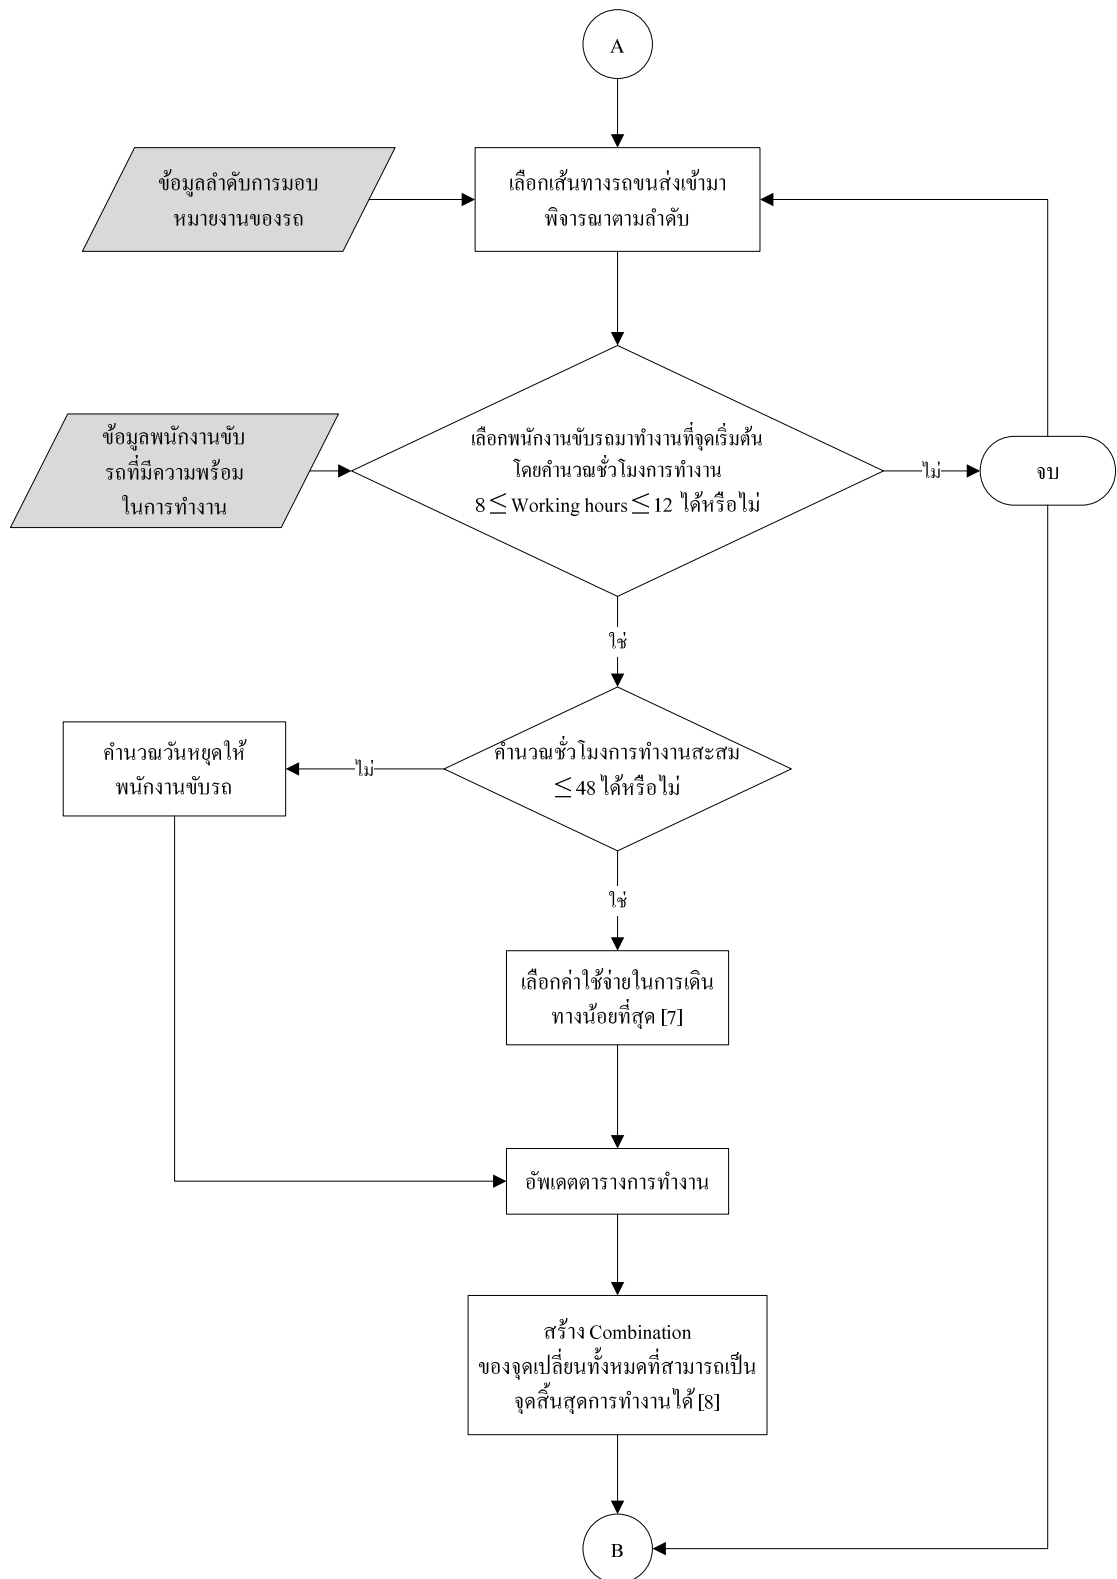 A
ข้อมูลลำดับการมอบ
หมายงานของรถ
เลือกเส้นทางรถขนส่งเข้ามา
พิจารณาตามลำดับ
ข้อมูลพนักงานขับ
รถที่มีความพร้อม
ในการทำงาน
เลือกพนักงานขับรถมาทำงานที่จุดเริ่มต้น
โดยคำนวณชั่วโมงการทำงาน
8 ≤ Working hours ≤ 12 ได้หรือไม่
ไม่
จบ
ใช่
คำนวณวันหยุดให้
พนักงานขับรถ
ไม่
คำนวณชั่วโมงการทำงานสะสม
≤ 48 ได้หรือไม่
ใช่
เลือกค่าใช้จ่ายในการเดิน
ทางน้อยที่สุด [7]
อัพเดตตารางการทำงาน
สร้าง Combination
ของจุดเปลี่ยนทั้งหมดที่สามารถเป็น
จุดสิ้นสุดการทำงานได้ [8]
B